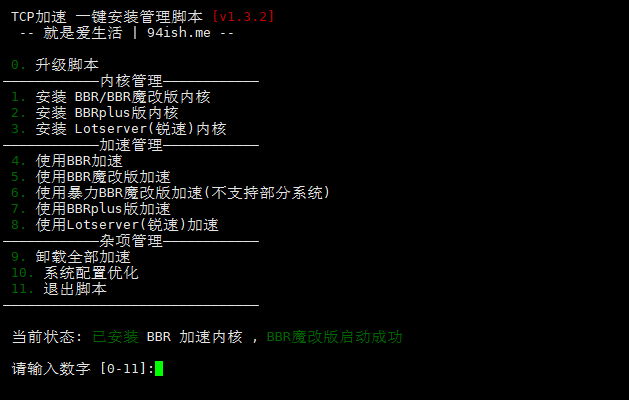 TCP加速 一键安装管理脚本 [v1.3.2]
-- 就是爱生活 | 94ish.me --
0. 升级脚本
————————————内核管理————————————
1. 安装 BBR/BBR魔改版内核
2. 安装 BBRplus版内核
3. 安装 Lotserver(锐速)内核
————————————加速管理————————————
4. 使用BBR加速
5. 使用BBR魔改版加速
6. 使用暴力BBR魔改版加速(不支持部分系统)
7. 使用BBRplus版加速
8. 使用Lotserver(锐速)加速
————————————杂项管理————————————
9. 卸载全部加速
10. 系统配置优化
11. 退出脚本
————————————————————————————————
当前状态: 已安装 BBR 加速内核 , BBR魔改版启动成功
请输入数字 [0-11]: